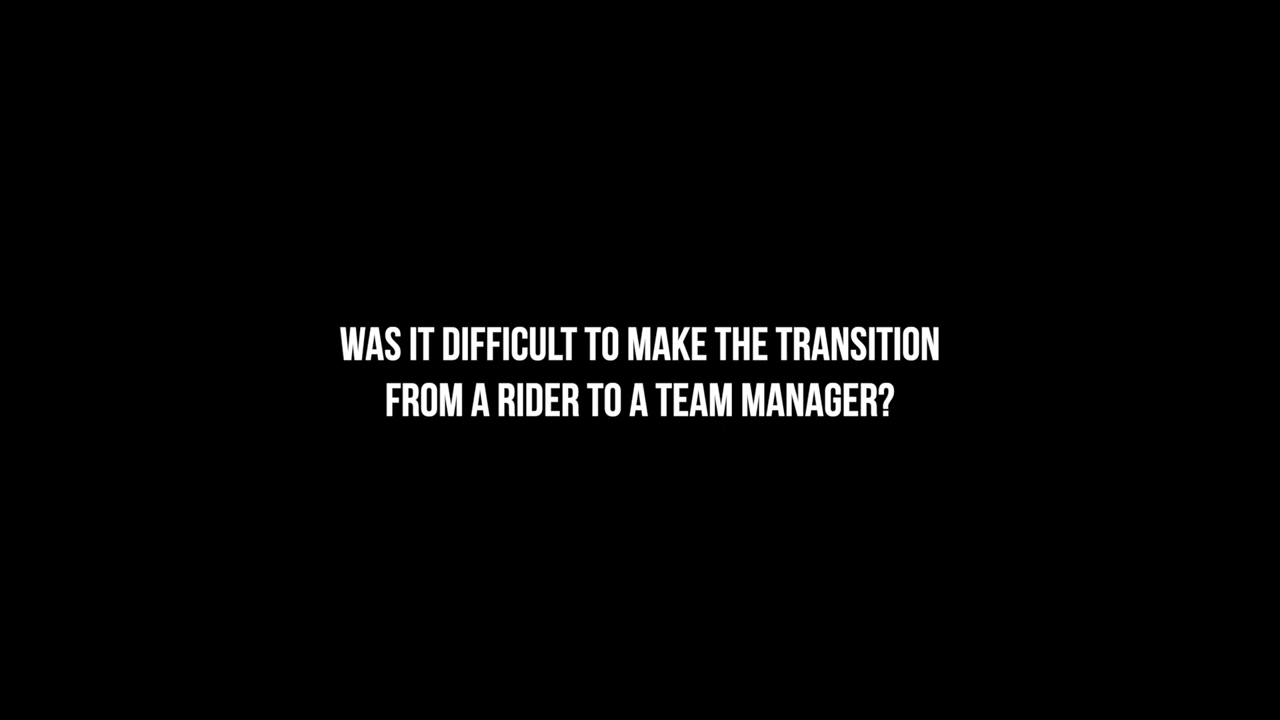 WAS IT DIFFICULT TO MAKE THE TRANSITION
FROM A RIDER TO A TEAM MANAGER?